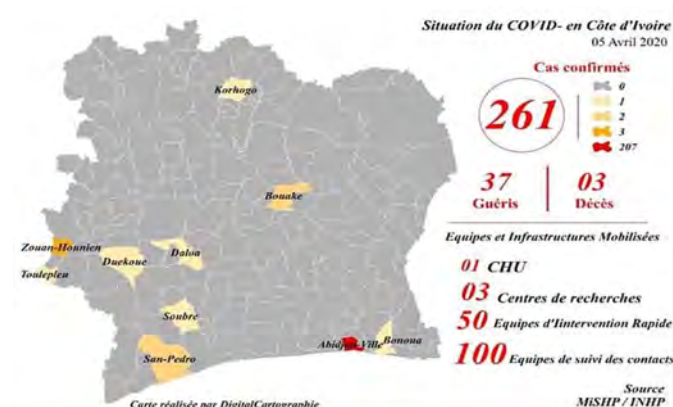 Situation du COVID- en Côte d'Ivoire
05 Avril 2020
Cas confirmés
261
0
1
2
3
207
37
Guéris
03
Décès
Equipes et Infrastructures Mobilisées
01 CHU
03 Centres de recherches
50 Equipes d'Iintervention Rapide
100 Equipes de suivi des contacts
Source
MiSHP / INHP
Korhogo
Bouake
Zouan-Hounien
Toulepleu
Duekoue
Daloa
Soubre
San-Pedro
Abidjan-Ville
Bonoua
Carte réalisée par DigitalCartographie